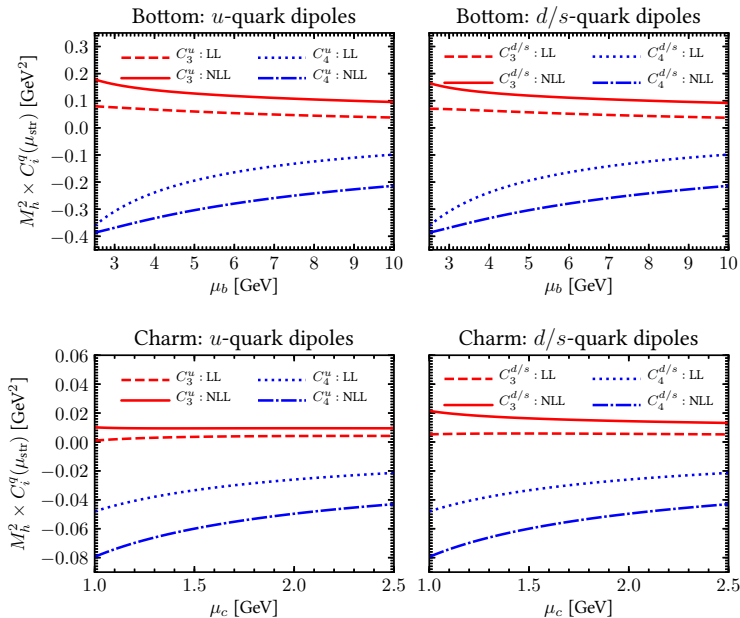 Bottom: u-quark dipoles
Bottom: d/s-quark dipoles
M_h^2 × C_i^q(μ_str) [GeV^2]
0.3
0.2
0.1
0.0
−0.1
−0.2
−0.3
−0.4
C_3^u : LL
C_3^u : NLL
C_4^u : LL
C_4^u : NLL
C_3^{d/s} : LL
C_3^{d/s} : NLL
C_4^{d/s} : LL
C_4^{d/s} : NLL
3 4 5 6 7 8 9 10
3 4 5 6 7 8 9 10
μ_b [GeV]
μ_b [GeV]
Charm: u-quark dipoles
Charm: d/s-quark dipoles
M_h^2 × C_i^q(μ_str) [GeV^2]
0.06
0.04
0.02
0.00
−0.02
−0.04
−0.06
−0.08
C_3^u : LL
C_3^u : NLL
C_4^u : LL
C_4^u : NLL
C_3^{d/s} : LL
C_3^{d/s} : NLL
C_4^{d/s} : LL
C_4^{d/s} : NLL
1.0 1.5 2.0 2.5
1.0 1.5 2.0 2.5
μ_c [GeV]
μ_c [GeV]